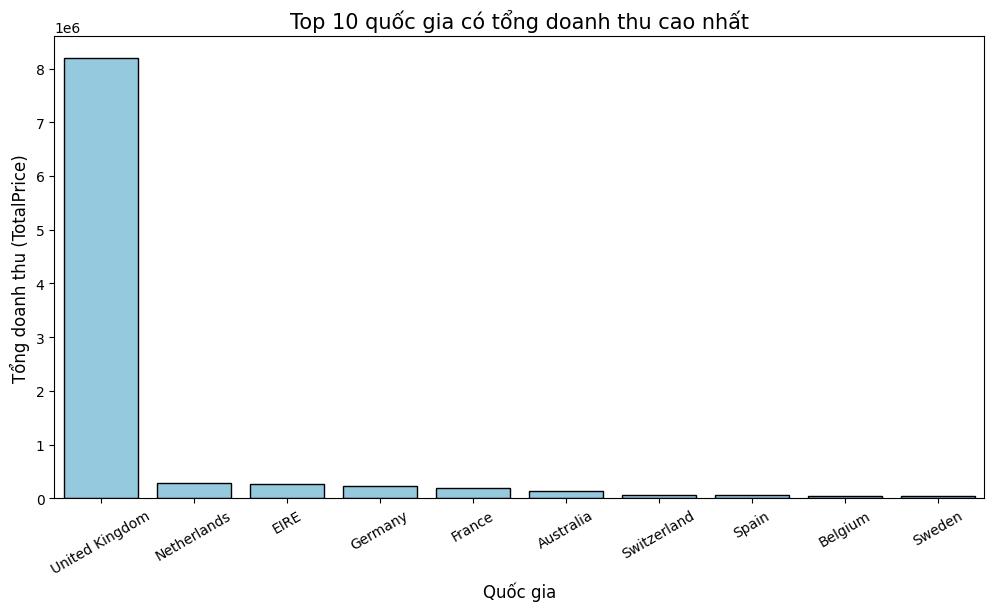 Top 10 quốc gia có tổng doanh thu cao nhất
1e6
Tổng doanh thu (TotalPrice)
8
7
6
5
4
3
2
1
0
United Kingdom
Netherlands
EIRE
Germany
France
Australia
Switzerland
Spain
Belgium
Sweden
Quốc gia